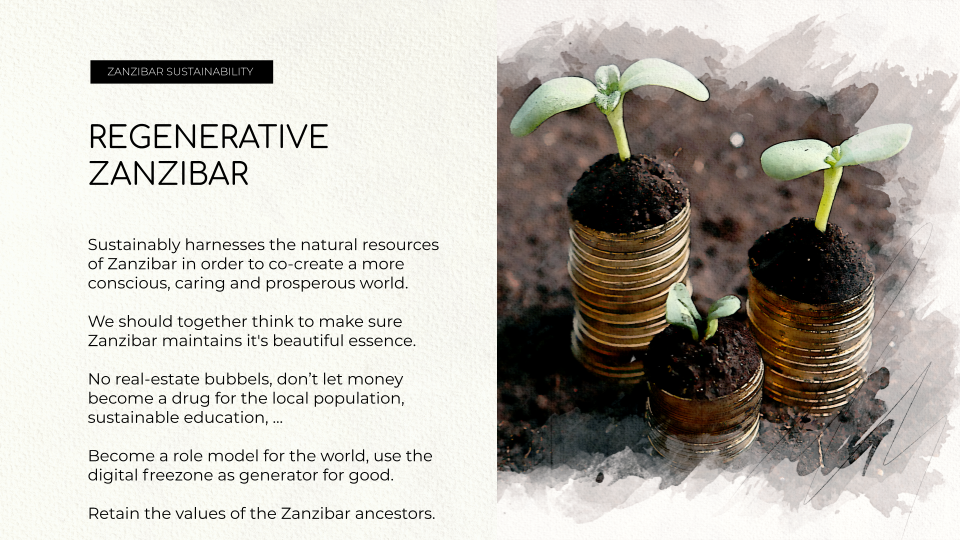 ZANZIBAR SUSTAINABILITY
REGENERATIVE
ZANZIBAR
Sustainably harnesses the natural resources
of Zanzibar in order to co-create a more
conscious, caring and prosperous world.
We should together think to make sure
Zanzibar maintains it's beautiful essence.
No real-estate bubbels, don’t let money
become a drug for the local population,
sustainable education, ...
Become a role model for the world, use the
digital freezone as generator for good.
Retain the values of the Zanzibar ancestors.